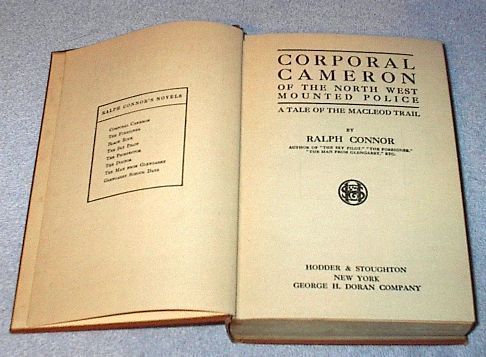 RALPH CONNOR'S NOVELS
CORPORAL CAMERON
THE FOREIGNER
BLACK ROCK
THE SKY PILOT
THE PROSPECTOR
THE DOCTOR
THE MAN FROM GLENGARRY
GLENGARRY SCHOOL DAYS
CORPORAL
CAMERON
OF THE NORTH WEST
MOUNTED POLICE
A TALE OF THE MACLEOD TRAIL
BY
RALPH CONNOR
AUTHOR OF "THE SKY PILOT," "THE FOREIGNER,"
"THE MAN FROM GLENGARRY," ETC.
HODDER & STOUGHTON
NEW YORK
GEORGE H. DORAN COMPANY